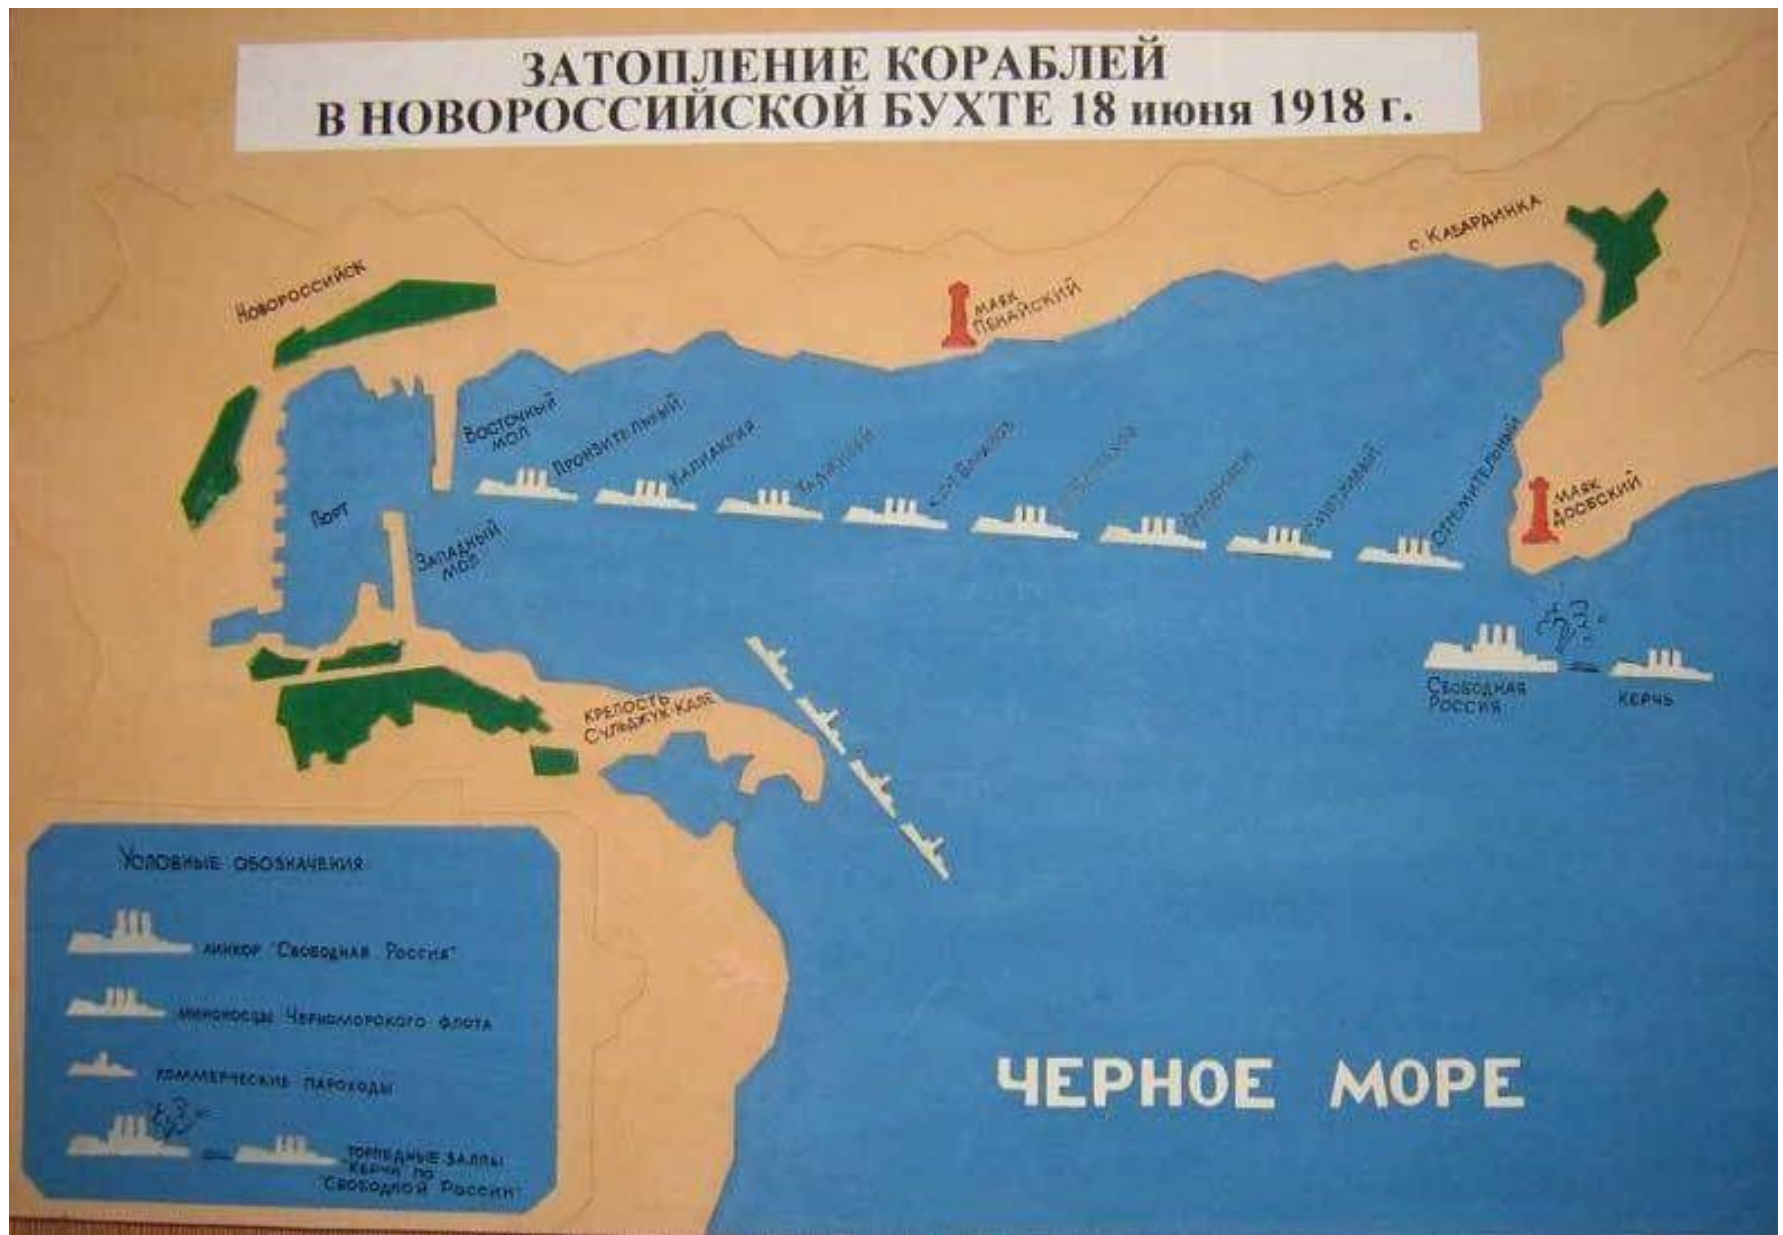 ЗАТОПЛЕНИЕ КОРАБЛЕЙ
В НОВОРОССИЙСКОЙ БУХТЕ 18 июня 1918 г.
с. КАБАРДИНКА
НОВОРОССИЙСК
МАЯК
ПЕНАЙСКИЙ
ВОСТОЧНЫЙ
МОЛ
ПРОНЗИТЕЛЬНЫЙ
КАЛИАКРИЯ
СТРЕМИТЕЛЬНЫЙ
МАЯК
ДООБСКИЙ
ПОРТ
ЗАПАДНЫЙ
МОЛ
СВОБОДНАЯ
РОССИЯ
КЕРЧЬ
КРЕПОСТЬ
СУЛЬДЖУК-КАЛЕ
УСЛОВНЫЕ ОБОЗНАЧЕНИЯ
ЛИНКОР "СВОБОДНАЯ РОССИЯ"
МИНОНОСЦЫ ЧЕРНОМОРСКОГО ФЛОТА
КОММЕРЧЕСКИЕ ПАРОХОДЫ
ТОРПЕДНЫЕ ЗАЛПЫ
КЕРЧИ ПО
"СВОБОДНОЙ РОССИИ"
ЧЕРНОЕ МОРЕ